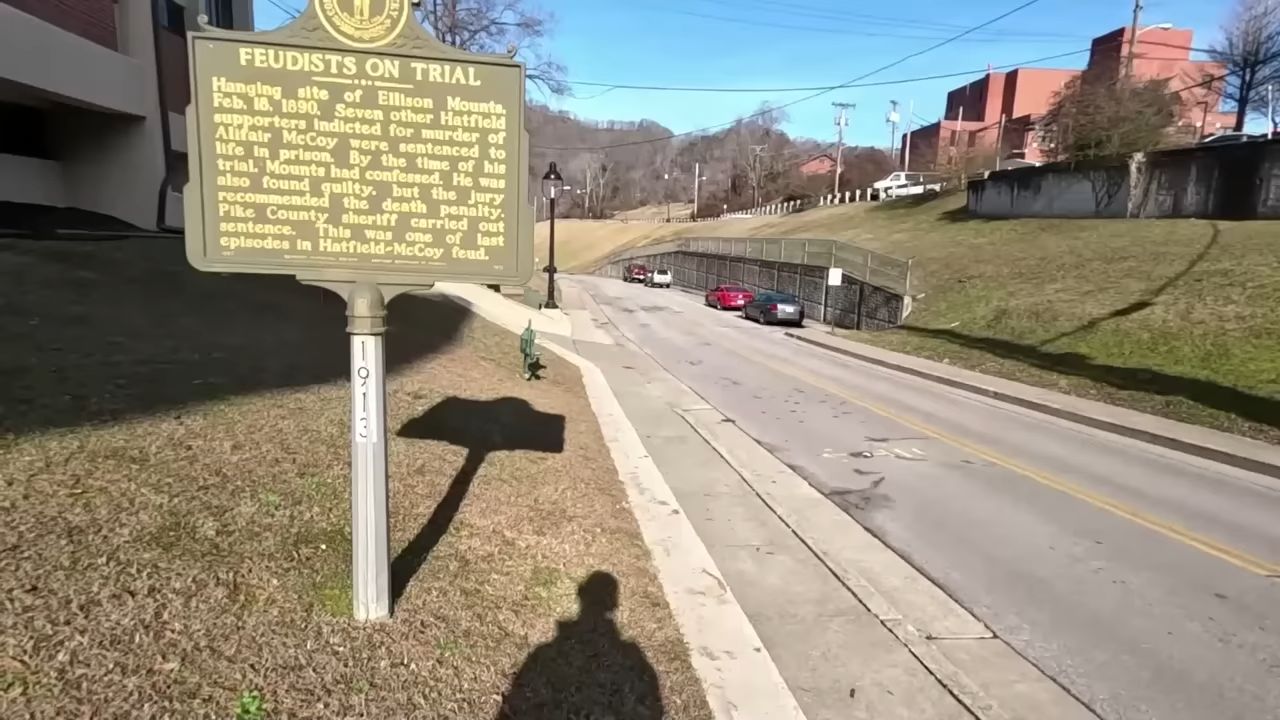 FEUDISTS ON TRIAL
Hanging site of Ellison Mounts,
Feb. 18, 1890. Seven other Hatfield
supporters indicted for murder of
Alifair McCoy were sentenced to
life in prison. By the time of his
trial, Mounts had confessed. He was
also found guilty, but the jury
recommended the death penalty.
Pike County sheriff carried out
sentence. This was one of last
episodes in Hatfield-McCoy feud.
1913